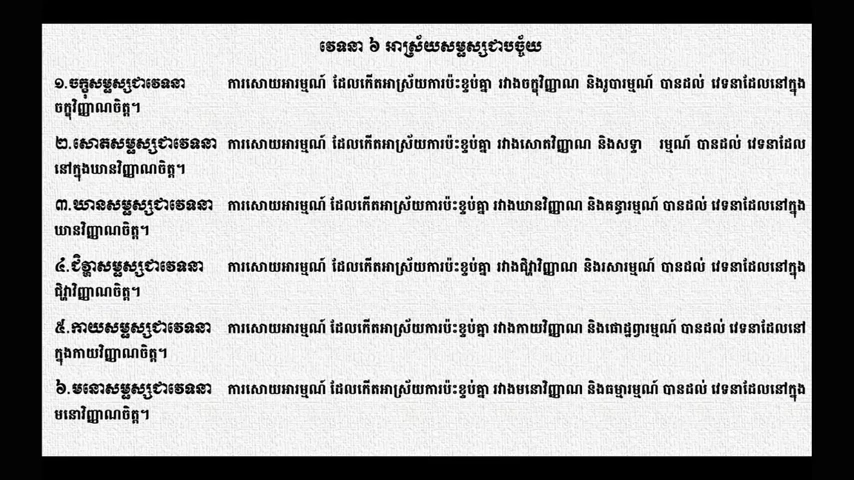 វេទនា ៦ អាស្រ័យសម្ផស្សជាបច្ច័យ
១.ចក្ខុសម្ផស្សជាវេទនា ការសោយអារម្មណ៍ ដែលកើតអាស្រ័យការប៉ះខ្ទប់គ្នា រវាងចក្ខុវិញ្ញាណ និងរូបារម្មណ៍ បានដល់ វេទនាដែលនៅក្នុង
ចក្ខុវិញ្ញាណចិត្ត។
២.សោតសម្ផស្សជាវេទនា ការសោយអារម្មណ៍ ដែលកើតអាស្រ័យការប៉ះខ្ទប់គ្នា រវាងសោតវិញ្ញាណ និងសទ្ទា រម្មណ៍ បានដល់ វេទនាដែល
នៅក្នុងឃានវិញ្ញាណចិត្ត។
៣.ឃានសម្ផស្សជាវេទនា ការសោយអារម្មណ៍ ដែលកើតអាស្រ័យការប៉ះខ្ទប់គ្នា រវាងឃានវិញ្ញាណ និងគន្ធារម្មណ៍ បានដល់ វេទនាដែលនៅក្នុង
ឃានវិញ្ញាណចិត្ត។
៤.ជិវ្ហាសម្ផស្សជាវេទនា ការសោយអារម្មណ៍ ដែលកើតអាស្រ័យការប៉ះខ្ទប់គ្នា រវាងជិវ្ហាវិញ្ញាណ និងរសារម្មណ៍ បានដល់ វេទនាដែលនៅក្នុង
ជិវ្ហាវិញ្ញាណចិត្ត។
៥.កាយសម្ផស្សជាវេទនា ការសោយអារម្មណ៍ ដែលកើតអាស្រ័យការប៉ះខ្ទប់គ្នា រវាងកាយវិញ្ញាណ និងផោដ្ឋព្វារម្មណ៍ បានដល់ វេទនាដែលនៅ
ក្នុងកាយវិញ្ញាណចិត្ត។
៦.មនោសម្ផស្សជាវេទនា ការសោយអារម្មណ៍ ដែលកើតអាស្រ័យការប៉ះខ្ទប់គ្នា រវាងមនោវិញ្ញាណ និងធម្មារម្មណ៍ បានដល់ វេទនាដែលនៅក្នុង
មនោវិញ្ញាណចិត្ត។